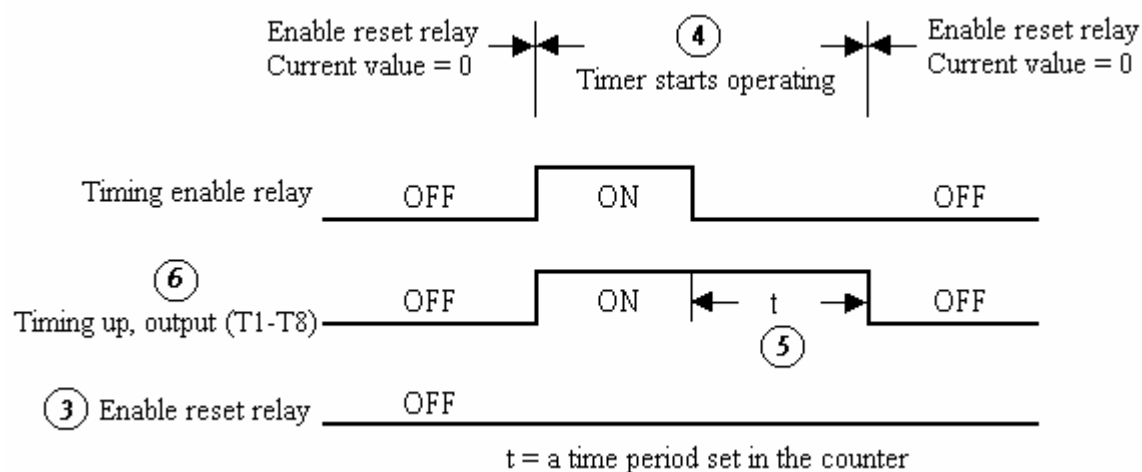 Enable reset relay
Current value = 0
4
Timer starts operating
Enable reset relay
Current value = 0
Timing enable relay
OFF
ON
OFF
6
Timing up, output (T1-T8)
OFF
ON
t
5
OFF
3 Enable reset relay
OFF
t = a time period set in the counter